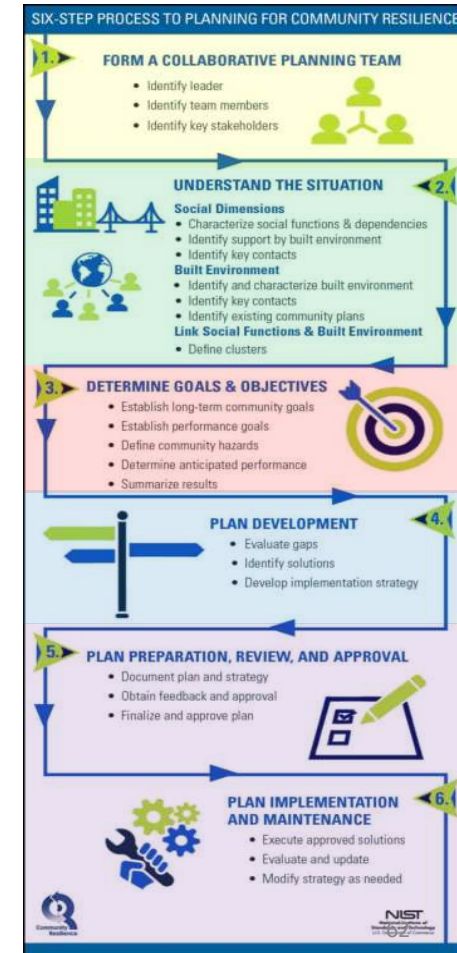 SIX-STEP PROCESS TO PLANNING FOR COMMUNITY RESILIENCE
1.
FORM A COLLABORATIVE PLANNING TEAM
• Identify leader
• Identify team members
• Identify key stakeholders
2.
UNDERSTAND THE SITUATION
Social Dimensions
• Characterize social functions & dependencies
• Identify support by built environment
• Identify key contacts
Built Environment
• Identify and characterize built environment
• Identify key contacts
• Identify existing community plans
Link Social Functions & Built Environment
• Define clusters
3.
DETERMINE GOALS & OBJECTIVES
• Establish long-term community goals
• Establish performance goals
• Define community hazards
• Determine anticipated performance
• Summarize results
4.
PLAN DEVELOPMENT
• Evaluate gaps
• Identify solutions
• Develop implementation strategy
5.
PLAN PREPARATION, REVIEW, AND APPROVAL
• Document plan and strategy
• Obtain feedback and approval
• Finalize and approve plan
6.
PLAN IMPLEMENTATION
AND MAINTENANCE
• Execute approved solutions
• Evaluate and update
• Modify strategy as needed
Community
Resilience
NIST
National Institute of
Standards and Technology